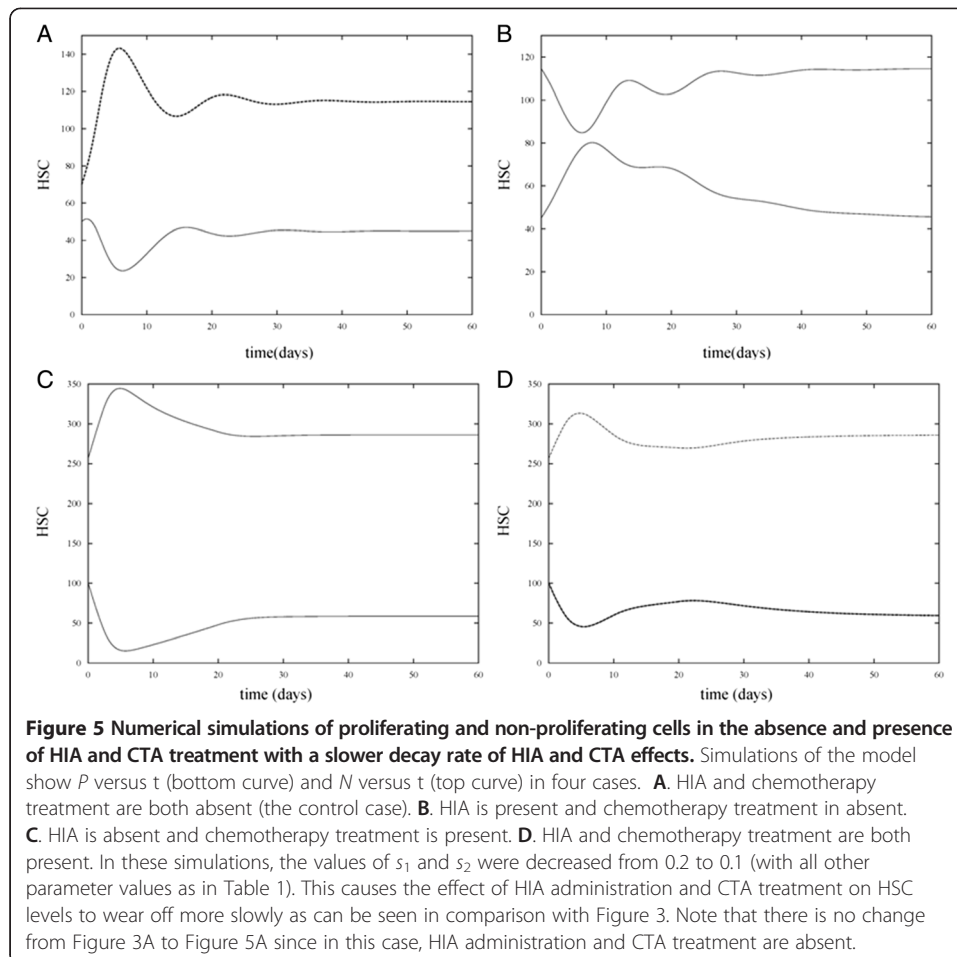 A
HSC
140
120
100
80
60
40
20
0
0 10 20 30 40 50 60
time(days)
B
HSC
120
100
80
60
40
20
0
0 10 20 30 40 50 60
time(days)
C
HSC
350
300
250
200
150
100
50
0
0 10 20 30 40 50 60
time (days)
D
HSC
350
300
250
200
150
100
50
0
0 10 20 30 40 50 60
time (days)
Figure 5 Numerical simulations of proliferating and non-proliferating cells in the absence and presence
of HIA and CTA treatment with a slower decay rate of HIA and CTA effects. Simulations of the model
show P versus t (bottom curve) and N versus t (top curve) in four cases. A. HIA and chemotherapy
treatment are both absent (the control case). B. HIA is present and chemotherapy treatment in absent.
C. HIA is absent and chemotherapy treatment is present. D. HIA and chemotherapy treatment are both
present. In these simulations, the values of s₁ and s₂ were decreased from 0.2 to 0.1 (with all other
parameter values as in Table 1). This causes the effect of HIA administration and CTA treatment on HSC
levels to wear off more slowly as can be seen in comparison with Figure 3. Note that there is no change
from Figure 3A to Figure 5A since in this case, HIA administration and CTA treatment are absent.